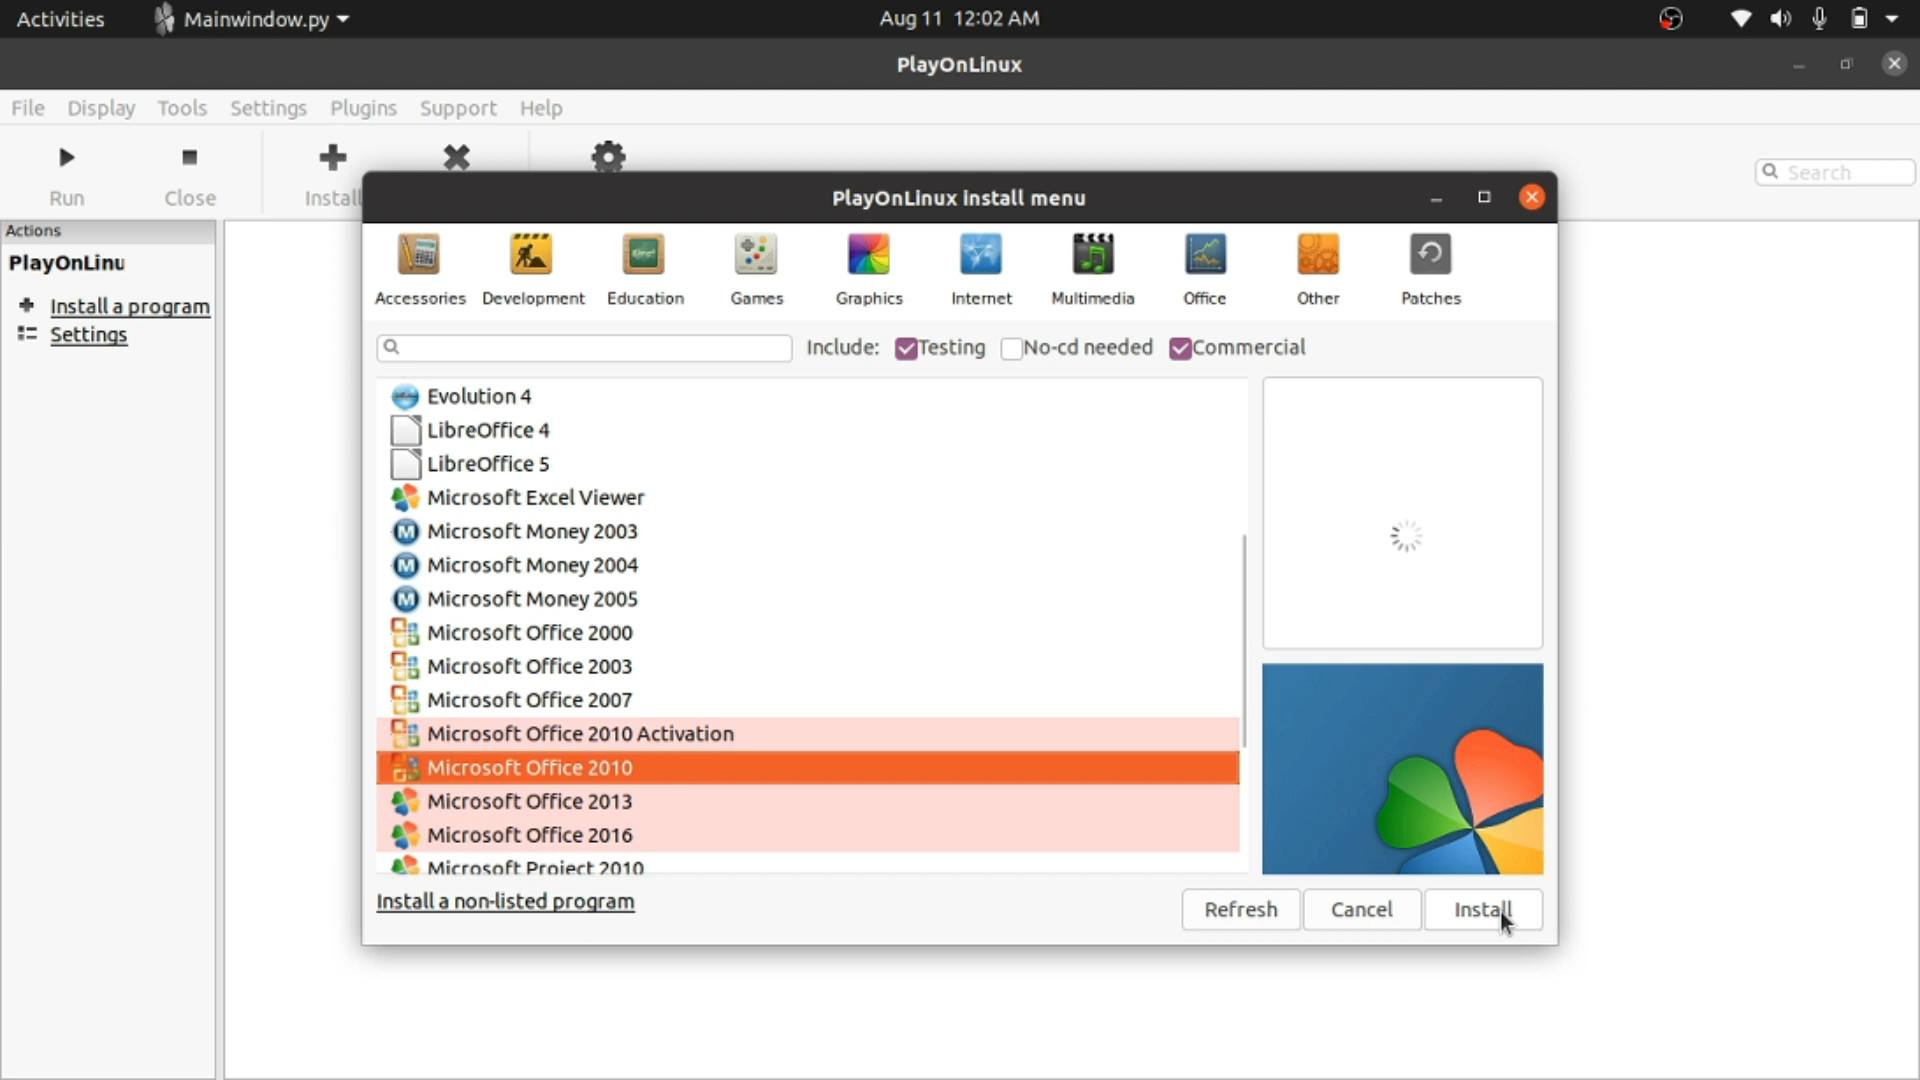 Activities Mainwindow.py Aug 11 12:02 AM
PlayOnLinux
File Display Tools Settings Plugins Support Help
Run Close Install Search
Actions
PlayOnLinu
Install a program
Settings
PlayOnLinux install menu
Accessories Development Education Games Graphics Internet Multimedia Office Other Patches
Include: Testing No-cd needed Commercial
Evolution 4
LibreOffice 4
LibreOffice 5
Microsoft Excel Viewer
Microsoft Money 2003
Microsoft Money 2004
Microsoft Money 2005
Microsoft Office 2000
Microsoft Office 2003
Microsoft Office 2007
Microsoft Office 2010 Activation
Microsoft Office 2010
Microsoft Office 2013
Microsoft Office 2016
Microsoft Project 2010
Install a non-listed program
Refresh Cancel Install